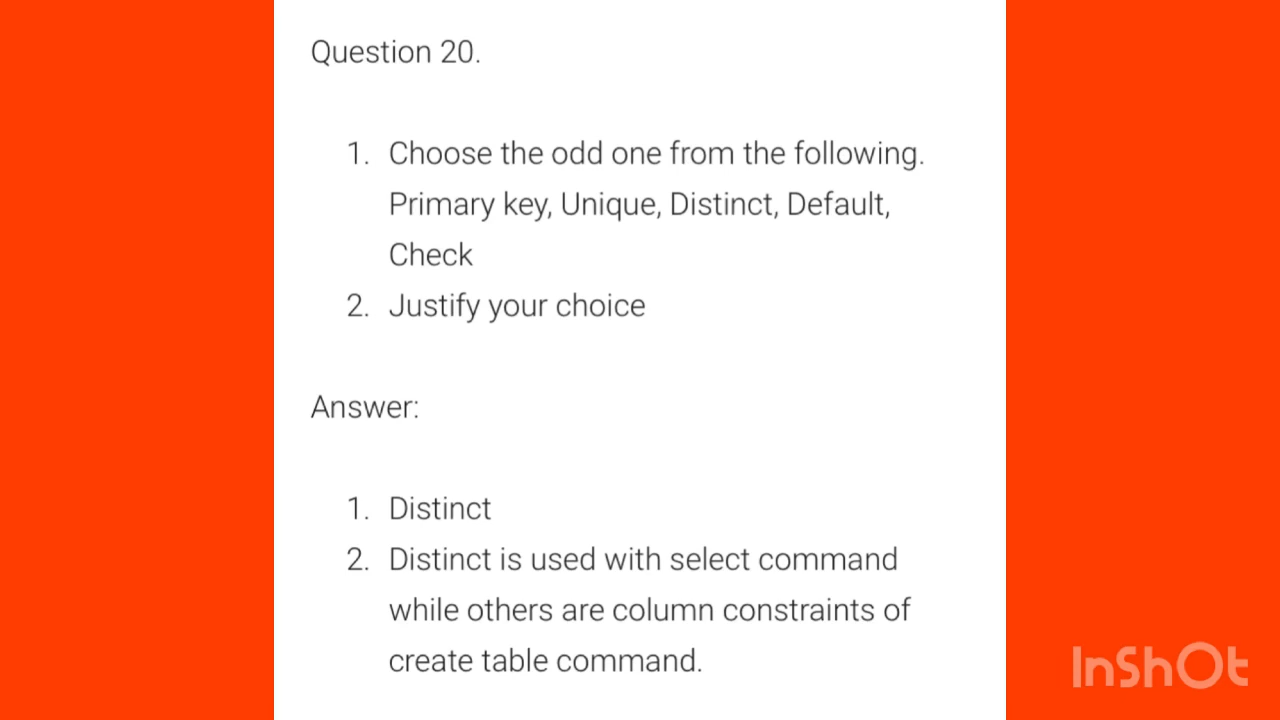 Question 20.
1. Choose the odd one from the following.
Primary key, Unique, Distinct, Default,
Check
2. Justify your choice
Answer:
1. Distinct
2. Distinct is used with select command
while others are column constraints of
create table command.
InShOt